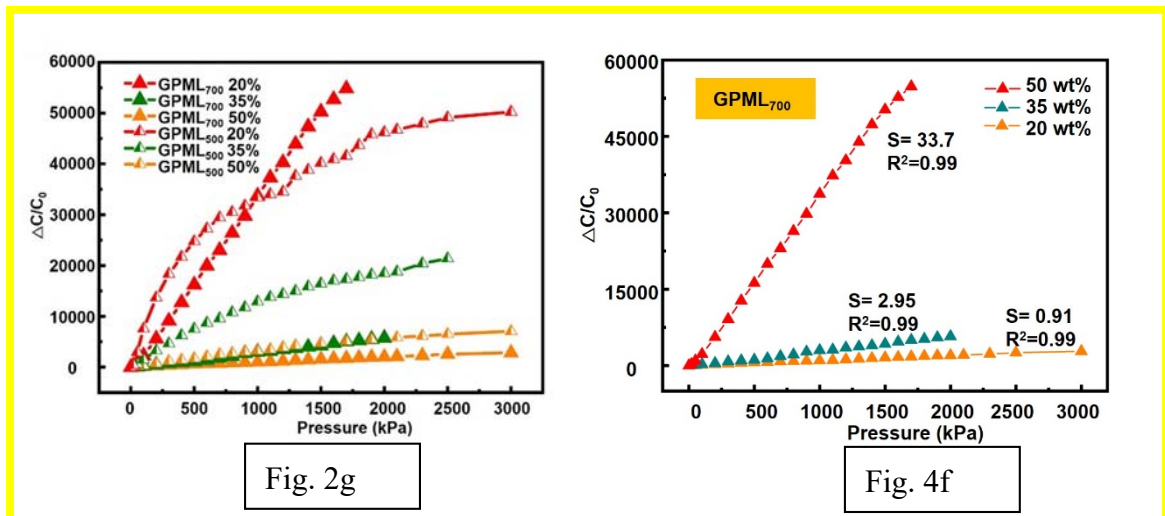 60000
50000
40000
30000
20000
10000
0
△C/C₀
GPML₇₀₀ 20%
GPML₇₀₀ 35%
GPML₇₀₀ 50%
GPML₅₀₀ 20%
GPML₅₀₀ 35%
GPML₅₀₀ 50%
0 500 1000 1500 2000 2500 3000
Pressure (kPa)
Fig. 2g
60000
45000
30000
15000
0
△C/C₀
GPML₇₀₀
50 wt%
35 wt%
20 wt%
S= 33.7
R²=0.99
S= 2.95
R²=0.99
S= 0.91
R²=0.99
0 500 1000 1500 2000 2500 3000
Pressure (kPa)
Fig. 4f